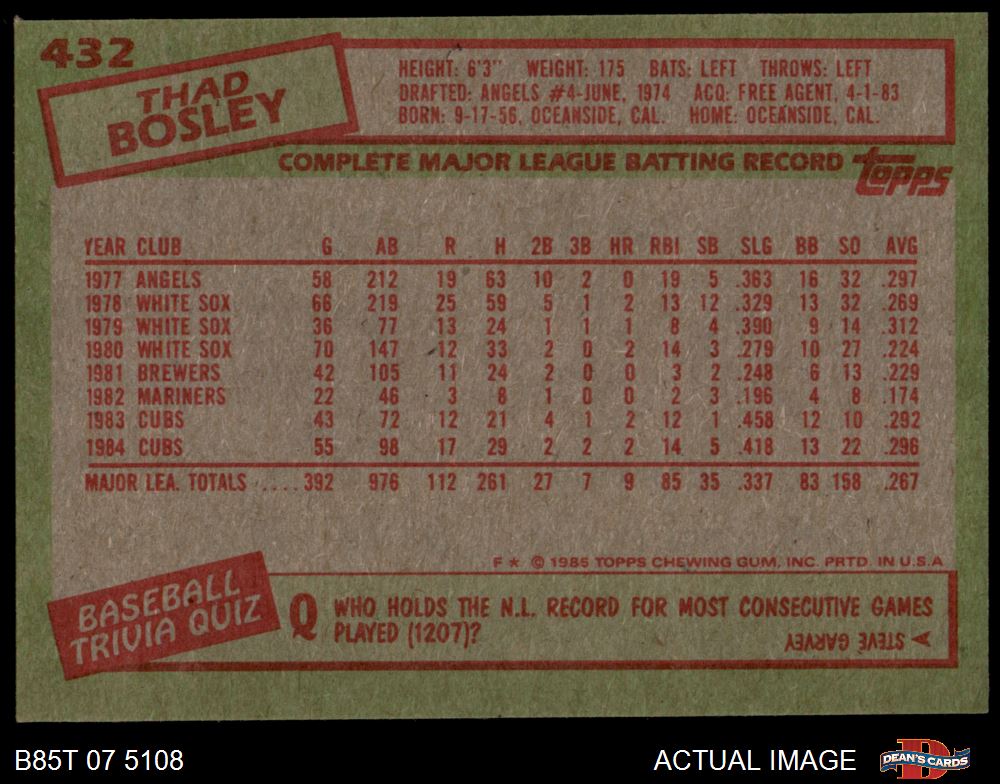 432
THAD
BOSLEY
HEIGHT: 6'3" WEIGHT: 175 BATS: LEFT THROWS: LEFT
DRAFTED: ANGELS #4-JUNE, 1974 ACQ: FREE AGENT, 4-1-83
BORN: 9-17-56, OCEANSIDE, CAL. HOME: OCEANSIDE, CAL.
COMPLETE MAJOR LEAGUE BATTING RECORD
Topps
YEAR CLUB G AB R H 2B 3B HR RBI SB SLG BB SO AVG
1977 ANGELS 58 212 19 63 10 2 0 19 5 .363 16 32 .297
1978 WHITE SOX 66 219 25 59 5 1 2 13 12 .329 13 32 .269
1979 WHITE SOX 36 77 13 24 1 1 1 8 4 .390 9 14 .312
1980 WHITE SOX 70 147 12 33 2 0 2 14 3 .279 10 27 .224
1981 BREWERS 42 105 11 24 2 0 0 3 2 .248 6 13 .229
1982 MARINERS 22 46 3 8 1 0 0 2 3 .196 4 8 .174
1983 CUBS 43 72 12 21 4 1 2 12 1 .458 12 10 .292
1984 CUBS 55 98 17 29 2 2 2 14 5 .418 13 22 .296
MAJOR LEA. TOTALS .... 392 976 112 261 27 7 9 85 35 .337 83 158 .267
F * © 1985 TOPPS CHEWING GUM, INC. PRTD. IN U.S.A
BASEBALL
TRIVIA QUIZ
Q WHO HOLDS THE N.L. RECORD FOR MOST CONSECUTIVE GAMES
PLAYED (1207)?
A STEVE GARVEY
B85T 07 5108
ACTUAL IMAGE
D
DEAN'S CARDS